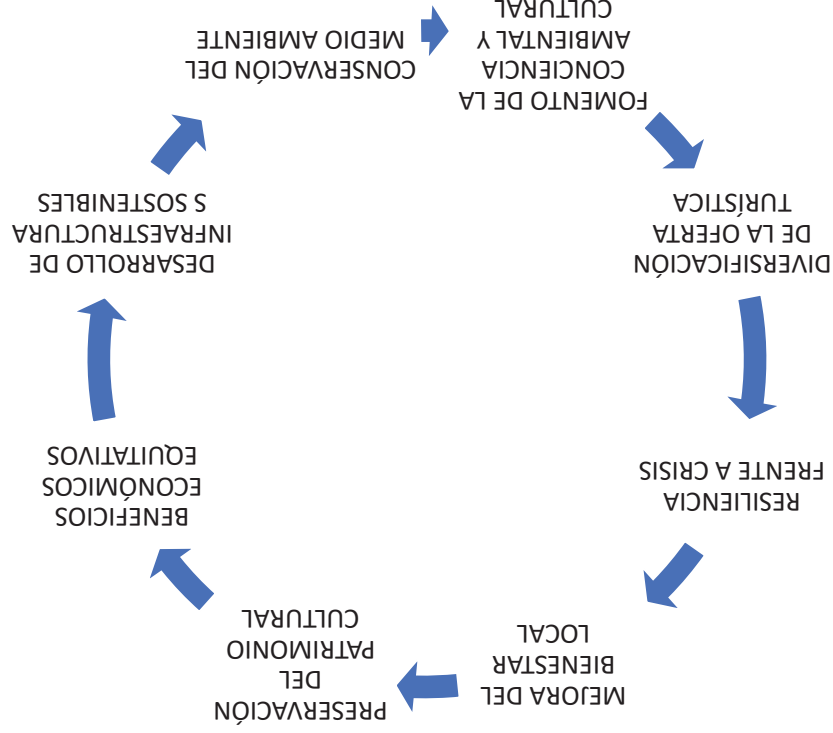 PRESERVACIÓN
DEL
PATRIMONIO
CULTURAL
BENEFICIOS
ECONÓMICOS
EQUITATIVOS
DESARROLLO DE
INFRAESTRUCTURA
S SOSTENIBLES
CONSERVACIÓN DEL
MEDIO AMBIENTE
FOMENTO DE LA
CONCIENCIA
AMBIENTAL Y
CULTURAL
DIVERSIFICACIÓN
DE LA OFERTA
TURÍSTICA
RESILIENCIA
FRENTE A CRISIS
MEJORA DEL
BIENESTAR
LOCAL